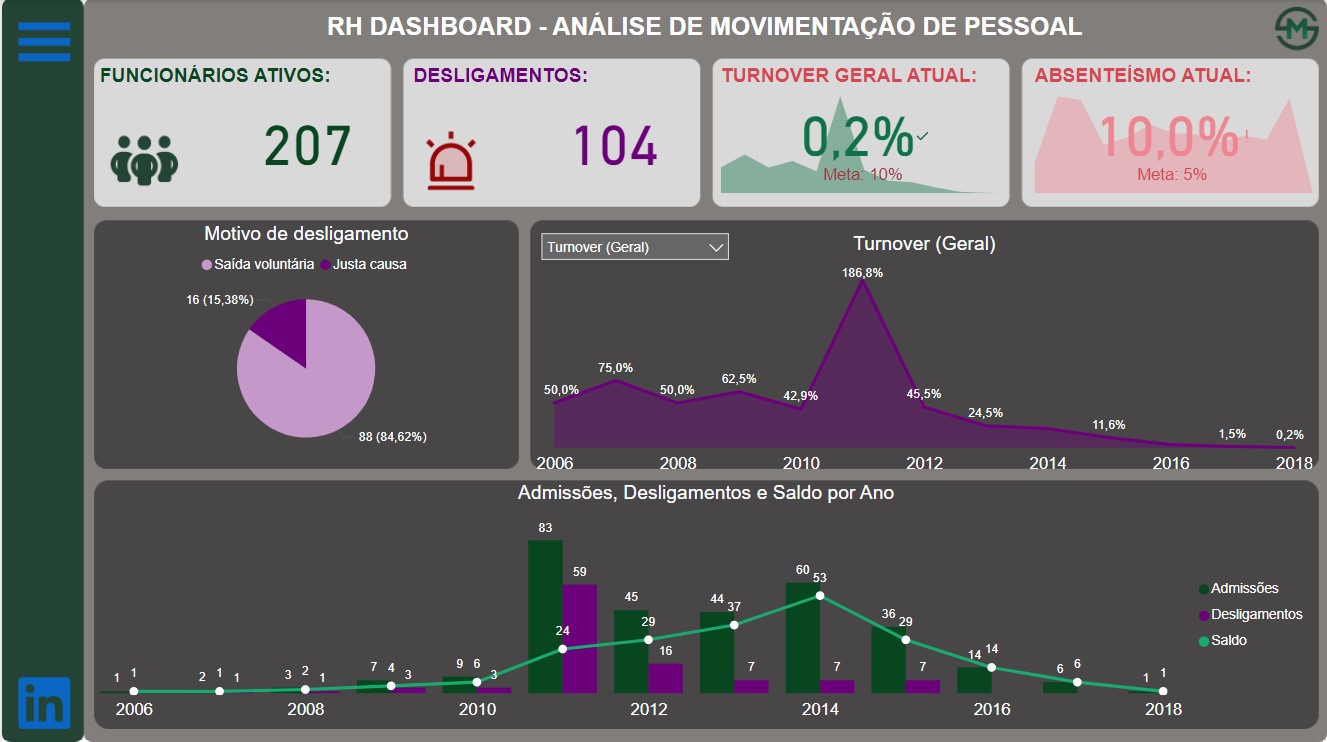 RH DASHBOARD - ANÁLISE DE MOVIMENTAÇÃO DE PESSOAL
FUNCIONÁRIOS ATIVOS:
207
DESLIGAMENTOS:
104
TURNOVER GERAL ATUAL:
0,2%
Meta: 10%
ABSENTEÍSMO ATUAL:
10,0%!
Meta: 5%
Motivo de desligamento
Saída voluntária Justa causa
16 (15,38%)
88 (84,62%)
Turnover (Geral)
Turnover (Geral)
50,0% 75,0% 50,0% 62,5% 42,9% 186,8% 45,5% 24,5% 11,6% 1,5% 0,2%
2006 2008 2010 2012 2014 2016 2018
Admissões, Desligamentos e Saldo por Ano
1 1 2 1 1 3 2 1 7 4 3 9 6 3 83 24 59 45 29 16 44 37 7 60 53 7 36 29 7 14 14 6 6 1 1
2006 2008 2010 2012 2014 2016 2018
Admissões
Desligamentos
Saldo
in